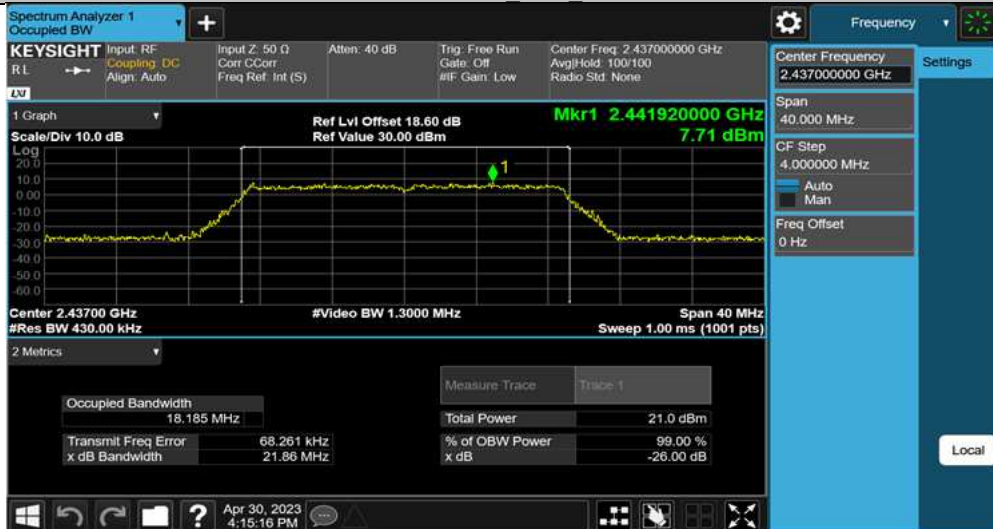 Spectrum Analyzer 1
Occupied BW
+
Frequency
KEYSIGHT
RL
LXI
Input: RF
Coupling: DC
Align: Auto
Input Z: 50 Ω
Corr CCorr
Freq Ref: Int (S)
Atten: 40 dB
Trig: Free Run
Gate: Off
#IF Gain: Low
Center Freq: 2.437000000 GHz
Avg|Hold: 100/100
Radio Std: None
Center Frequency
2.437000000 GHz
Settings
Span
40.000 MHz
CF Step
4.000000 MHz
Auto
Man
Freq Offset
0 Hz
Local
1 Graph
Scale/Div 10.0 dB
Ref Lvl Offset 18.60 dB
Ref Value 30.00 dBm
Mkr1 2.441920000 GHz
7.71 dBm
Log
20.0
10.0
0.00
-10.0
-20.0
-30.0
-40.0
-50.0
-60.0
1
Center 2.43700 GHz
#Res BW 430.00 kHz
#Video BW 1.3000 MHz
Span 40 MHz
Sweep 1.00 ms (1001 pts)
2 Metrics
Measure Trace Trace 1
Occupied Bandwidth
18.185 MHz
Total Power 21.0 dBm
Transmit Freq Error 68.261 kHz
% of OBW Power 99.00 %
x dB Bandwidth 21.86 MHz
x dB -26.00 dB
?
Apr 30, 2023
4:15:16 PM